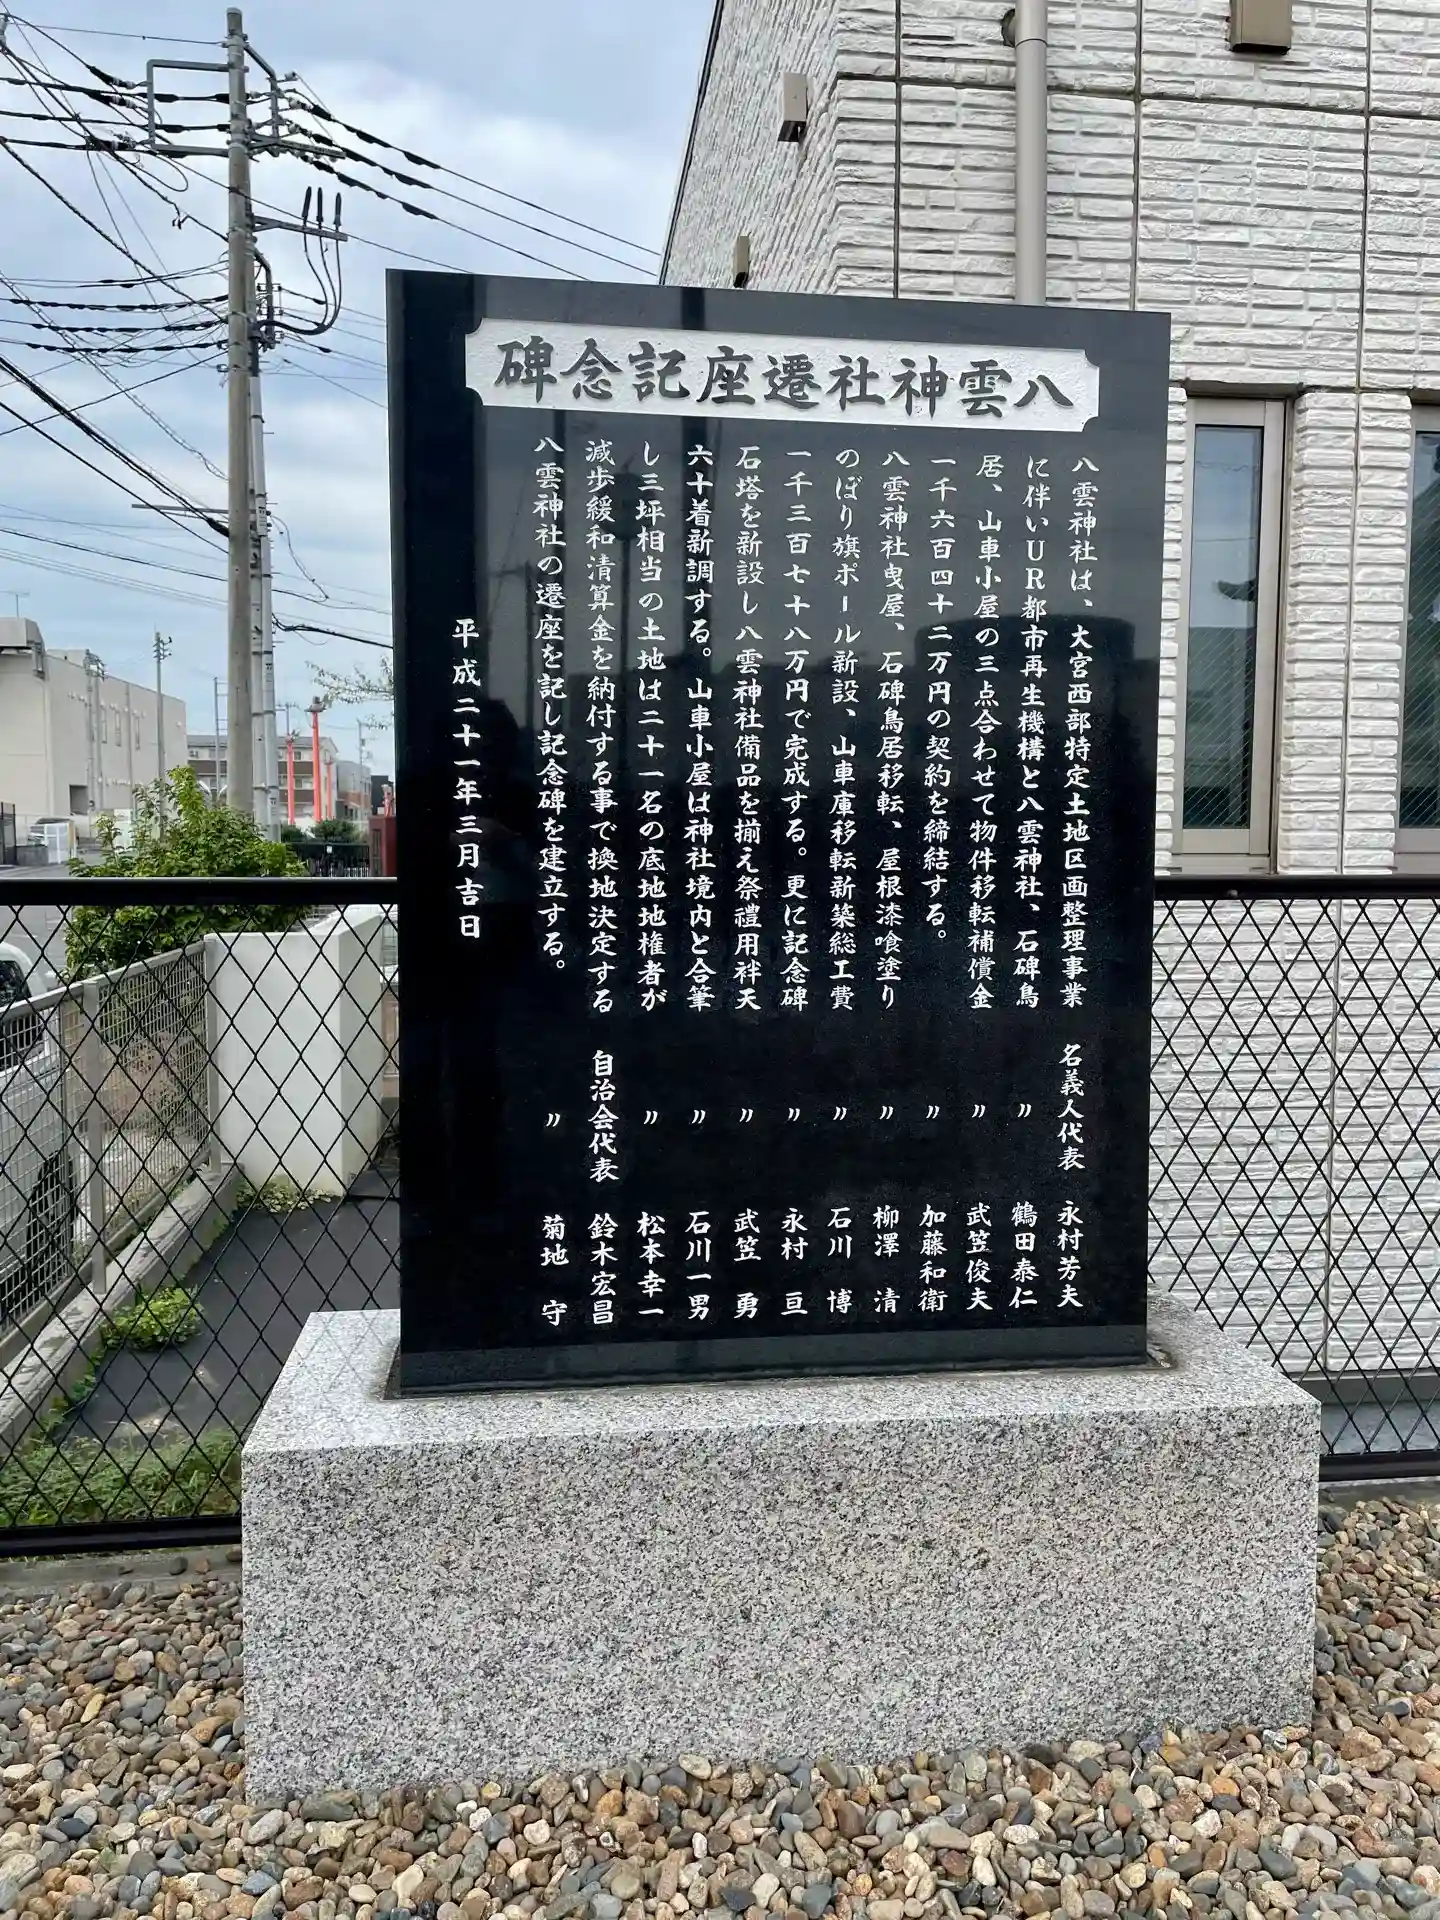 八雲神社遷座記念碑
八雲神社は、大宮西部特定土地区画整理事業
に伴いUR都市再生機構と八雲神社、石碑鳥
居、山車小屋の三点合わせて物件移転補償金
一千六百四十二万円の契約を締結する。
八雲神社曳屋、石碑鳥居移転、屋根漆喰塗り
のぼり旗ポール新設、山車庫移転新築総工費
一千三百七十八万円で完成する。更に記念碑
石塔を新設し八雲神社備品を揃え祭禮用袢天
六十着新調する。山車小屋は神社境内と合筆
し三坪相当の土地は二十一名の底地地権者が
減歩緩和清算金を納付する事で換地決定する
八雲神社の遷座を記し記念碑を建立する。
平成二十一年三月吉日
名義人代表 永村芳夫
〃 鶴田泰仁
〃 武笠俊夫
〃 加藤和衛
〃 柳澤 清
〃 石川 博
〃 永村 亘
〃 武笠 勇
〃 石川一男
〃 松本幸一
自治会代表 鈴木宏昌
〃 菊地 守